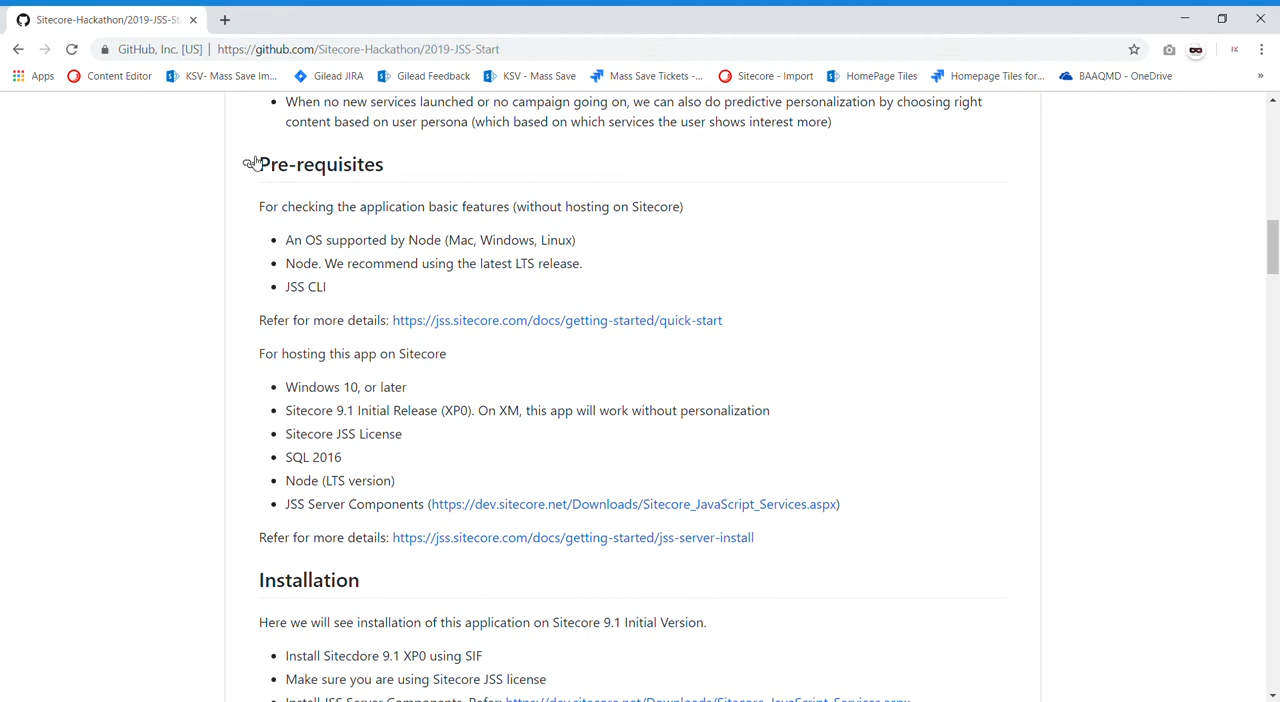 Sitecore-Hackathon/2019-JSS-St
GitHub, Inc. [US] | https://github.com/Sitecore-Hackathon/2019-JSS-Start
Apps Content Editor KSV- Mass Save Im... Gilead JIRA Gilead Feedback KSV - Mass Save Mass Save Tickets -... Sitecore - Import HomePage Tiles Homepage Tiles for... BAAQMD - OneDrive »
• When no new services launched or no campaign going on, we can also do predictive personalization by choosing right
content based on user persona (which based on which services the user shows interest more)
Pre-requisites
For checking the application basic features (without hosting on Sitecore)
• An OS supported by Node (Mac, Windows, Linux)
• Node. We recommend using the latest LTS release.
• JSS CLI
Refer for more details: https://jss.sitecore.com/docs/getting-started/quick-start
For hosting this app on Sitecore
• Windows 10, or later
• Sitecore 9.1 Initial Release (XP0). On XM, this app will work without personalization
• Sitecore JSS License
• SQL 2016
• Node (LTS version)
• JSS Server Components (https://dev.sitecore.net/Downloads/Sitecore_JavaScript_Services.aspx)
Refer for more details: https://jss.sitecore.com/docs/getting-started/jss-server-install
Installation
Here we will see installation of this application on Sitecore 9.1 Initial Version.
• Install Sitecdore 9.1 XP0 using SIF
• Make sure you are using Sitecore JSS license
• Install JSS Server Components. Refer: https://dev.sitecore.net/Downloads/Sitecore_JavaScript_Services.aspx